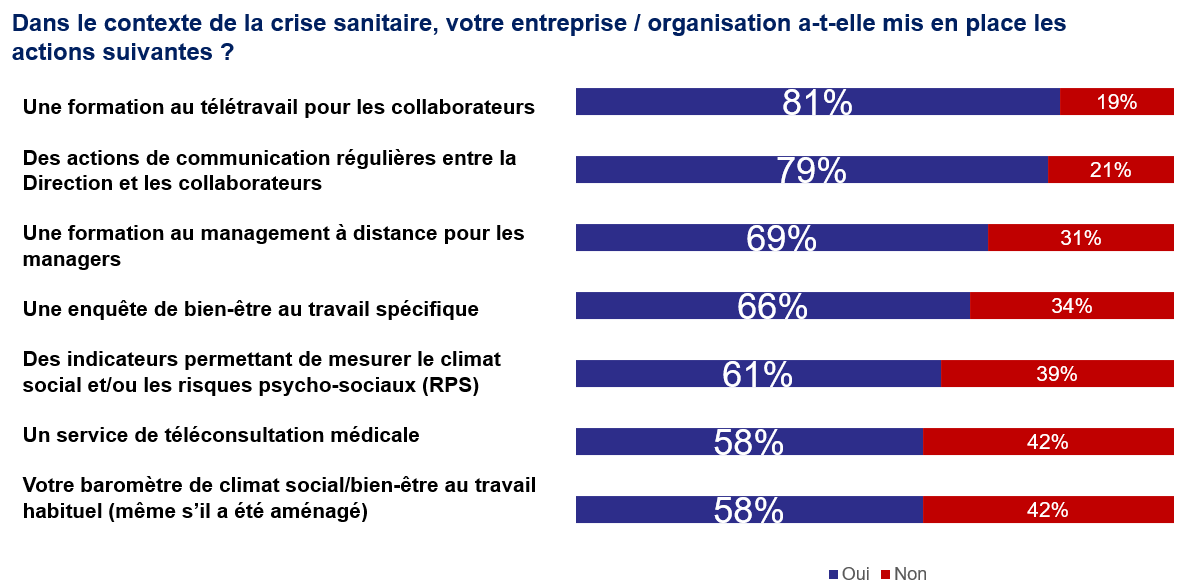 Dans le contexte de la crise sanitaire, votre entreprise / organisation a-t-elle mis en place les
actions suivantes ?
Une formation au télétravail pour les collaborateurs
81%
19%
Des actions de communication régulières entre la
Direction et les collaborateurs
79%
21%
Une formation au management à distance pour les
managers
69%
31%
Une enquête de bien-être au travail spécifique
66%
34%
Des indicateurs permettant de mesurer le climat
social et/ou les risques psycho-sociaux (RPS)
61%
39%
Un service de téléconsultation médicale
58%
42%
Votre baromètre de climat social/bien-être au travail
habituel (même s’il a été aménagé)
58%
42%
Oui
Non